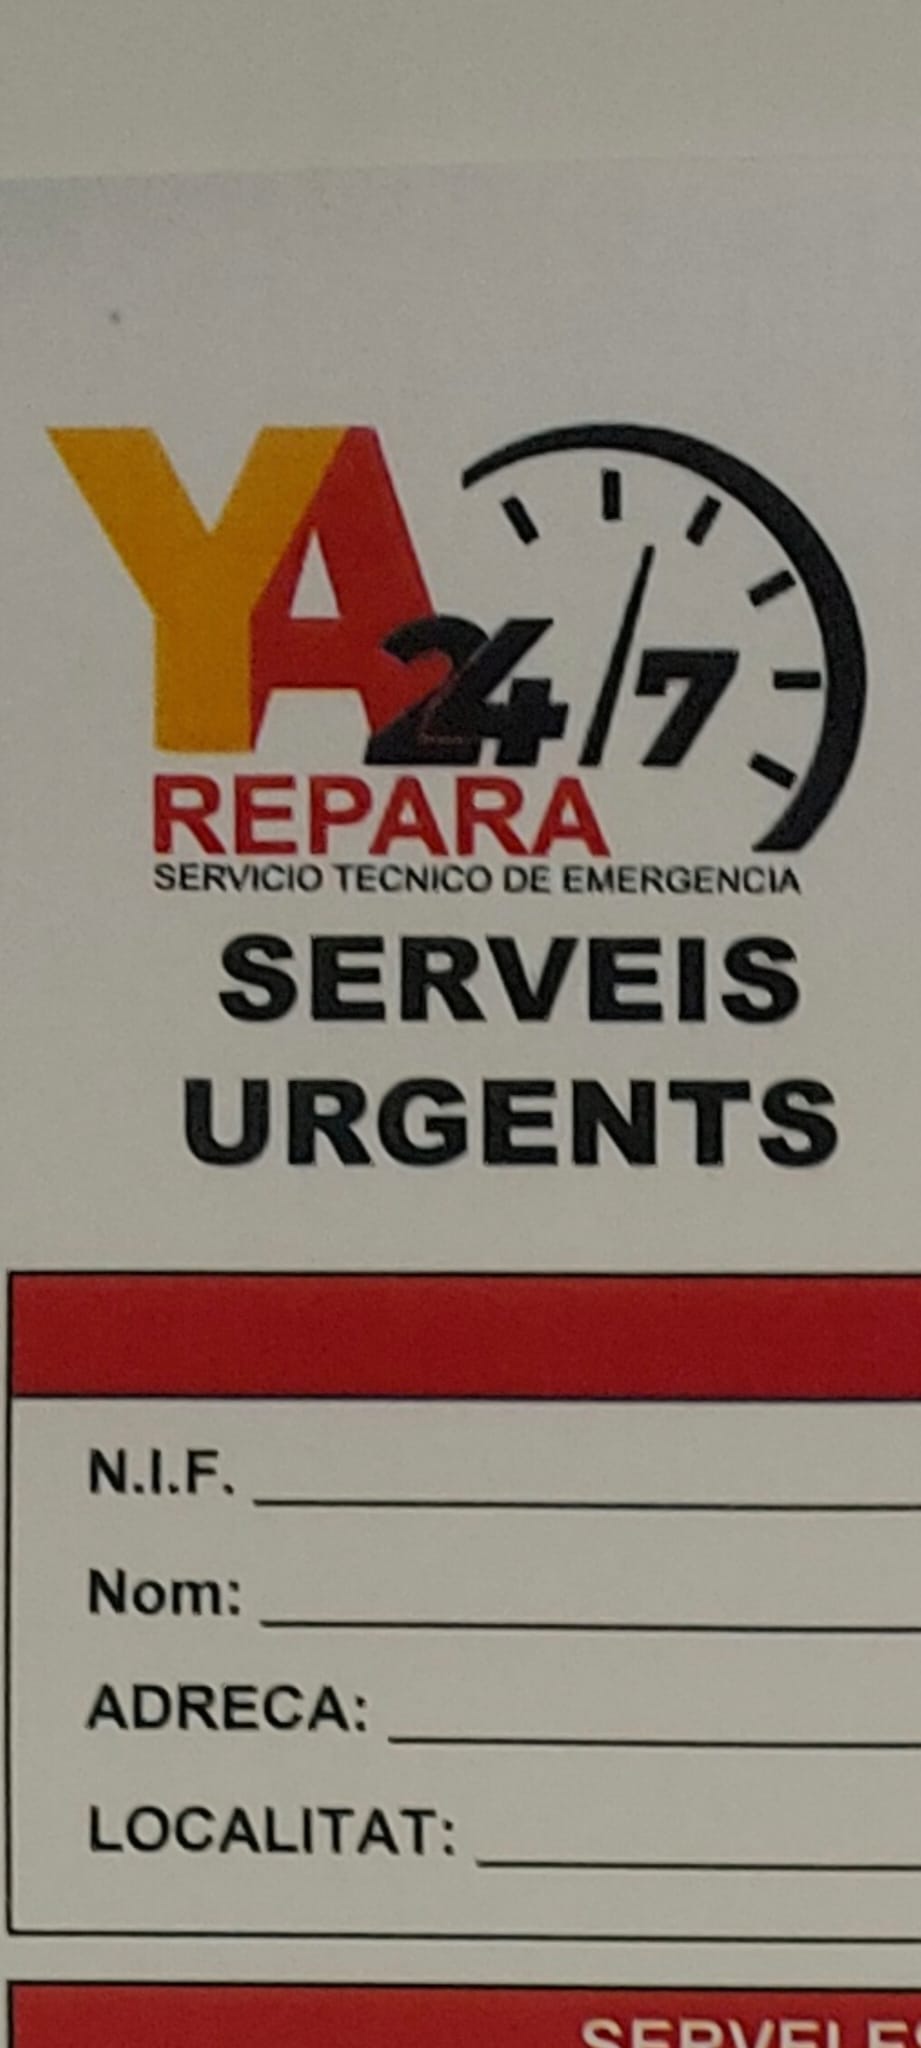 YA 24/7
REPARA
SERVICIO TECNICO DE EMERGENCIA
SERVEIS
URGENTS
N.I.F.
Nom:
ADRECA:
LOCALITAT: